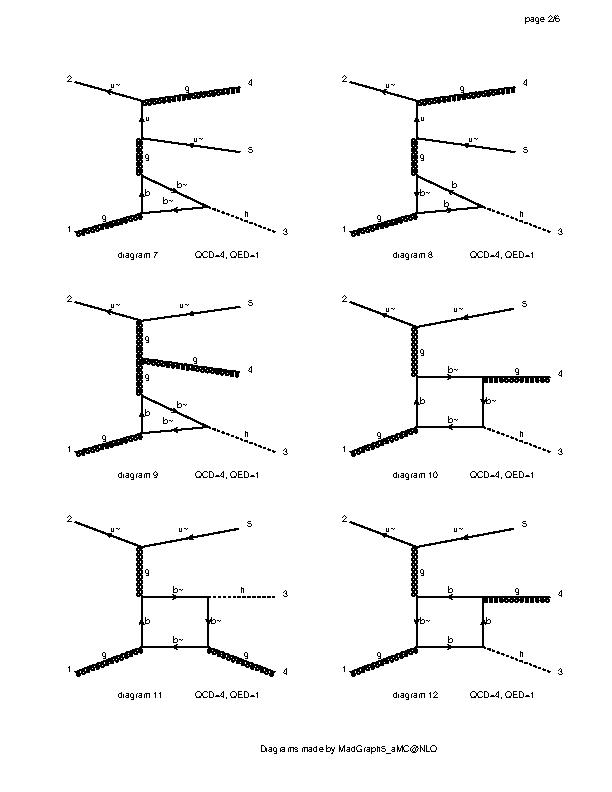 page 2/6
2 u~ g 4
u
u~ 5
g
b b~
b~
g h
1 3
diagram 7 QCD=4, QED=1
2 u~ g 4
u
u~ 5
g
b~ b
b
g h
1 3
diagram 8 QCD=4, QED=1
2 u~ u~ 5
g
g 4
g
b b~
b~
g h
1 3
diagram 9 QCD=4, QED=1
2 u~ u~ 5
g
b~ g 4
b b~
g b~ h
1 3
diagram 10 QCD=4, QED=1
2 u~ u~ 5
g
b~ h 3
b b~
g b~ g
1 4
diagram 11 QCD=4, QED=1
2 u~ u~ 5
g
b g 4
b~ b
g b h
1 3
diagram 12 QCD=4, QED=1
Diagrams made by MadGraph5_aMC@NLO